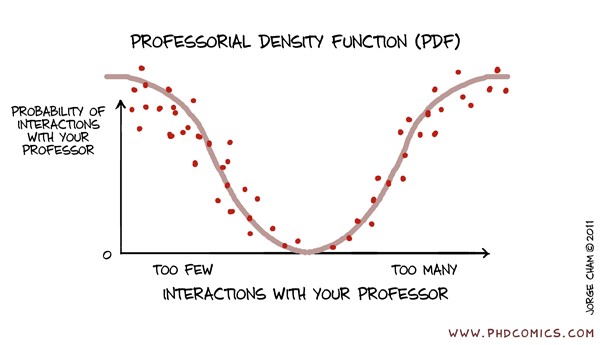 PROFESSORIAL DENSITY FUNCTION (PDF)
PROBABILITY OF
INTERACTIONS
WITH YOUR
PROFESSOR
0
TOO FEW
TOO MANY
INTERACTIONS WITH YOUR PROFESSOR
JORGE CHAM © 2011
WWW.PHDCOMICS.COM